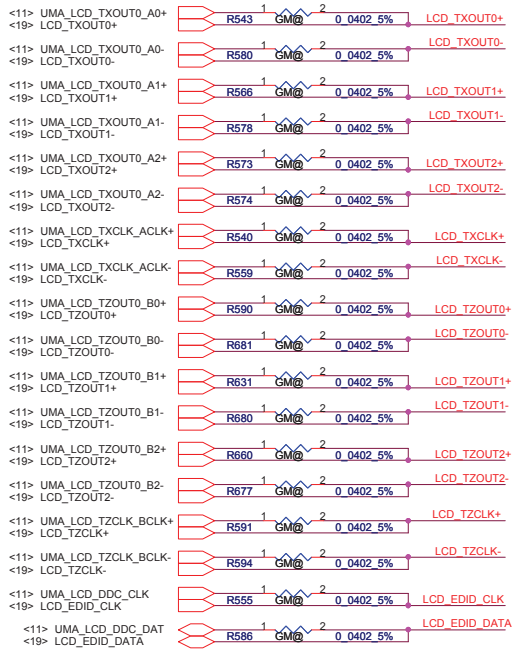 <11> UMA_LCD_TXOUT0_A0+ 1 2
<19> LCD_TXOUT0+ R543 GM@ 0_0402_5% LCD_TXOUT0+
<11> UMA_LCD_TXOUT0_A0- 1 2 LCD_TXOUT0-
<19> LCD_TXOUT0- R580 GM@ 0_0402_5%
<11> UMA_LCD_TXOUT0_A1+ 1 2
<19> LCD_TXOUT1+ R566 GM@ 0_0402_5% LCD_TXOUT1+
<11> UMA_LCD_TXOUT0_A1- 1 2 LCD_TXOUT1-
<19> LCD_TXOUT1- R578 GM@ 0_0402_5%
<11> UMA_LCD_TXOUT0_A2+ 1 2
<19> LCD_TXOUT2+ R573 GM@ 0_0402_5% LCD_TXOUT2+
<11> UMA_LCD_TXOUT0_A2- 1 2 LCD_TXOUT2-
<19> LCD_TXOUT2- R574 GM@ 0_0402_5%
<11> UMA_LCD_TXCLK_ACLK+ 1 2
<19> LCD_TXCLK+ R540 GM@ 0_0402_5% LCD_TXCLK+
<11> UMA_LCD_TXCLK_ACLK- 1 2 LCD_TXCLK-
<19> LCD_TXCLK- R559 GM@ 0_0402_5%
<11> UMA_LCD_TZOUT0_B0+ 1 2
<19> LCD_TZOUT0+ R590 GM@ 0_0402_5% LCD_TZOUT0+
<11> UMA_LCD_TZOUT0_B0- 1 2 LCD_TZOUT0-
<19> LCD_TZOUT0- R681 GM@ 0_0402_5%
<11> UMA_LCD_TZOUT0_B1+ 1 2
<19> LCD_TZOUT1+ R631 GM@ 0_0402_5% LCD_TZOUT1+
<11> UMA_LCD_TZOUT0_B1- 1 2 LCD_TZOUT1-
<19> LCD_TZOUT1- R680 GM@ 0_0402_5%
<11> UMA_LCD_TZOUT0_B2+ 1 2
<19> LCD_TZOUT2+ R660 GM@ 0_0402_5% LCD_TZOUT2+
<11> UMA_LCD_TZOUT0_B2- 1 2 LCD_TZOUT2-
<19> LCD_TZOUT2- R677 GM@ 0_0402_5%
<11> UMA_LCD_TZCLK_BCLK+ 1 2 LCD_TZCLK+
<19> LCD_TZCLK+ R591 GM@ 0_0402_5%
<11> UMA_LCD_TZCLK_BCLK- 1 2 LCD_TZCLK-
<19> LCD_TZCLK- R594 GM@ 0_0402_5%
<11> UMA_LCD_DDC_CLK 1 2
<19> LCD_EDID_CLK R555 GM@ 0_0402_5% LCD_EDID_CLK
<11> UMA_LCD_DDC_DAT 1 2 LCD_EDID_DATA
<19> LCD_EDID_DATA R586 GM@ 0_0402_5%